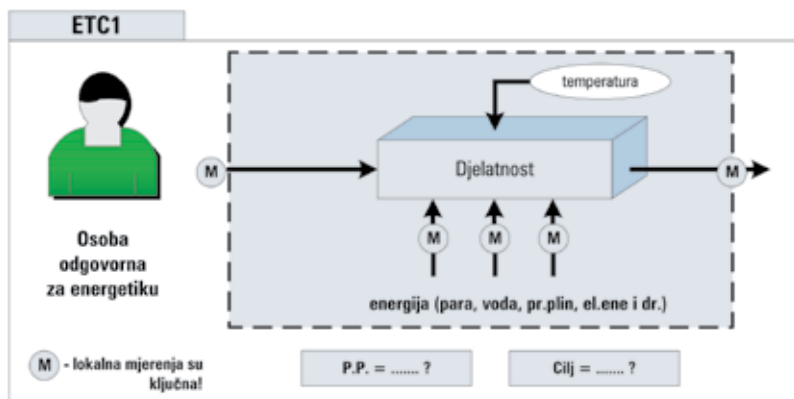 ETC1
temperatura
M
Djelatnost
M
M
M
M
Osoba
odgovorna
za energetiku
energija (para, voda, pr.plin, el.ene i dr.)
M - lokalna mjerenja su
ključna!
P.P. = ....... ?
Cilj = ....... ?